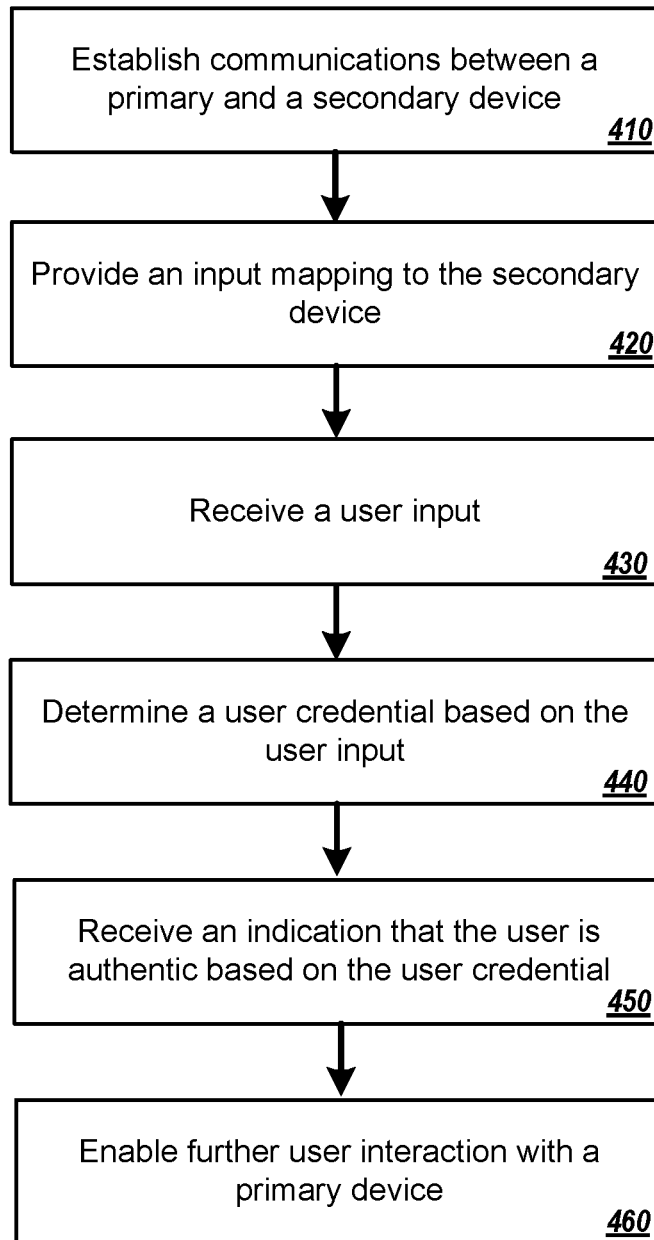 Establish communications between a
primary and a secondary device
410
Provide an input mapping to the secondary
device
420
Receive a user input
430
Determine a user credential based on the
user input
440
Receive an indication that the user is
authentic based on the user credential
450
Enable further user interaction with a
primary device
460